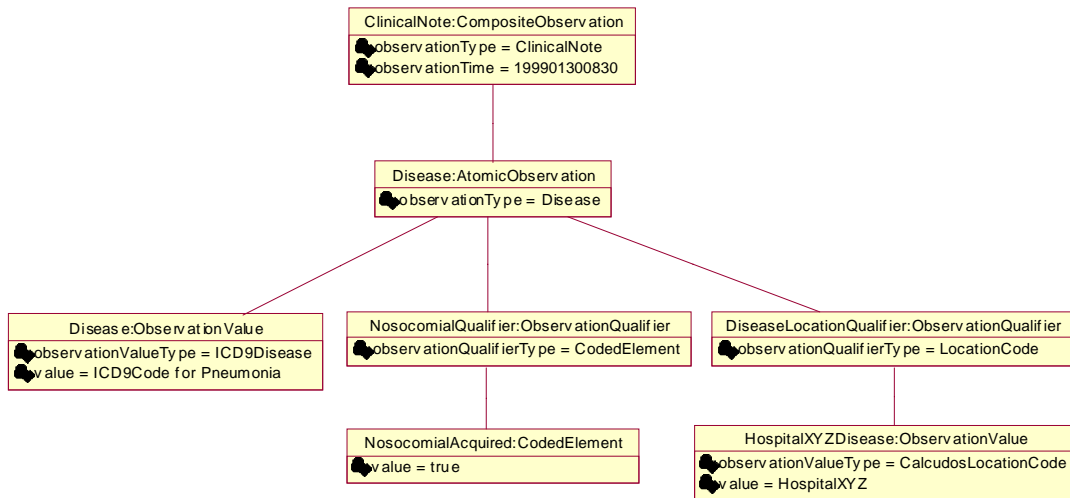 ClinicalNote:CompositeObservation
observationType = ClinicalNote
observationTime = 199901300830
Disease:AtomicObservation
observationType = Disease
Disease:ObservationValue
observationValueType = ICD9Disease
value = ICD9Code for Pneumonia
NosocomialQualifier:ObservationQualifier
observationQualifierType = CodedElement
DiseaseLocationQualifier:ObservationQualifier
observationQualifierType = LocationCode
NosocomialAcquired:CodedElement
value = true
HospitalXYZDisease:ObservationValue
observationValueType = CalcudosLocationCode
value = HospitalXYZ